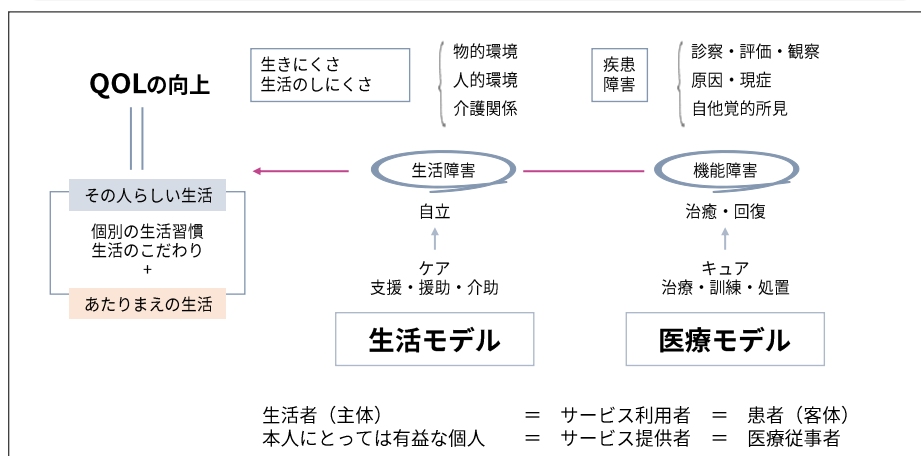 QOLの向上
その人らしい生活
個別の生活習慣
生活のこだわり
+
あたりまえの生活
生きにくさ
生活のしにくさ
物的環境
人的環境
介護関係
生活障害
自立
ケア
支援・援助・介助
生活モデル
疾患
障害
診察・評価・観察
原因・現症
自他覚的所見
機能障害
治癒・回復
キュア
治療・訓練・処置
医療モデル
生活者（主体） ＝ サービス利用者 ＝ 患者（客体）
本人にとっては有益な個人 ＝ サービス提供者 ＝ 医療従事者